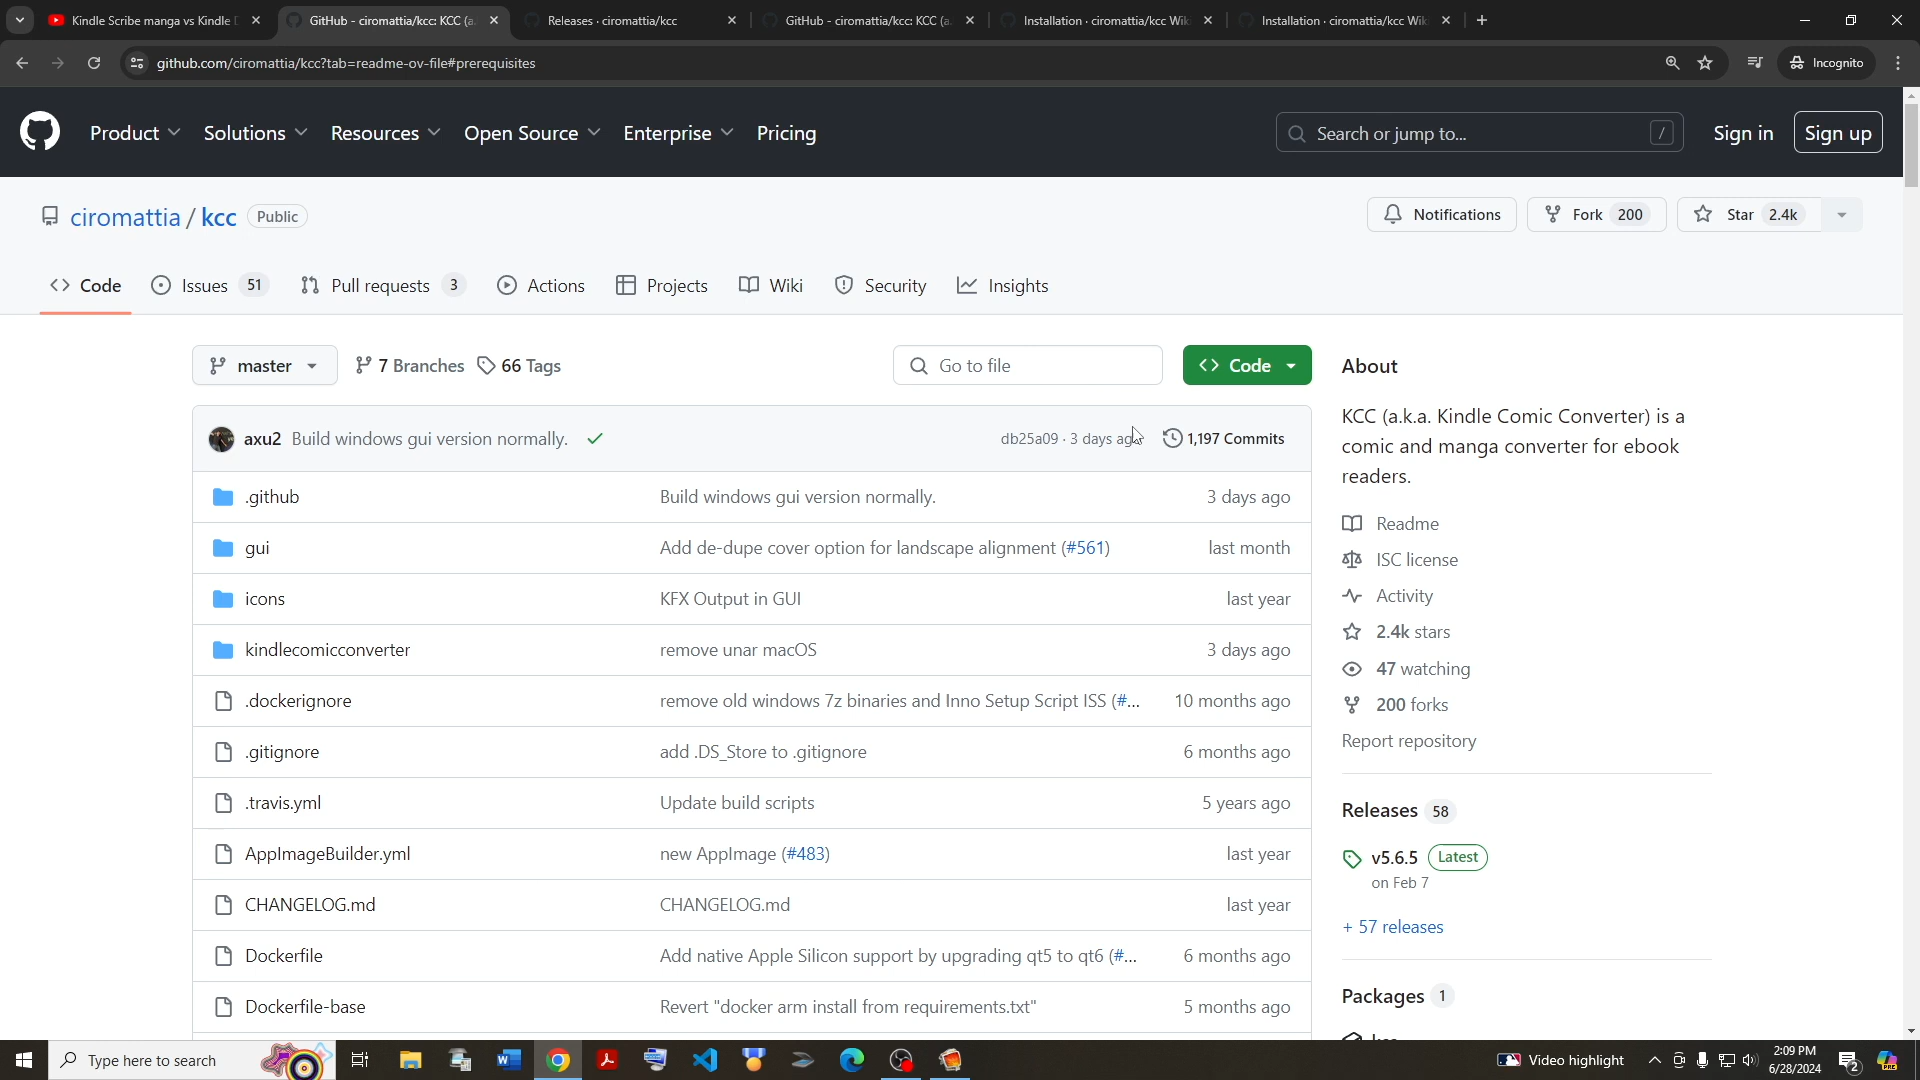 Kindle Scribe manga vs Kindle D
GitHub - ciromattia/kcc: KCC (a.
Releases · ciromattia/kcc
GitHub - ciromattia/kcc: KCC (a.
Installation · ciromattia/kcc Wik
Installation · ciromattia/kcc Wik
github.com/ciromattia/kcc?tab=readme-ov-file#prerequisites
Incognito
Product
Solutions
Resources
Open Source
Enterprise
Pricing
Search or jump to...
/
Sign in
Sign up
ciromattia / kcc
Public
Notifications
Fork 200
Star 2.4k
Code
Issues 51
Pull requests 3
Actions
Projects
Wiki
Security
Insights
master
7 Branches
66 Tags
Go to file
Code
axu2 Build windows gui version normally.
db25a09 · 3 days ago
1,197 Commits
.github Build windows gui version normally. 3 days ago
gui Add de-dupe cover option for landscape alignment (#561) last month
icons KFX Output in GUI last year
kindlecomicconverter remove unar macOS 3 days ago
.dockerignore remove old windows 7z binaries and Inno Setup Script ISS (#... 10 months ago
.gitignore add .DS_Store to .gitignore 6 months ago
.travis.yml Update build scripts 5 years ago
AppImageBuilder.yml new AppImage (#483) last year
CHANGELOG.md CHANGELOG.md last year
Dockerfile Add native Apple Silicon support by upgrading qt5 to qt6 (#... 6 months ago
Dockerfile-base Revert "docker arm install from requirements.txt" 5 months ago
About
KCC (a.k.a. Kindle Comic Converter) is a
comic and manga converter for ebook
readers.
Readme
ISC license
Activity
2.4k stars
47 watching
200 forks
Report repository
Releases 58
v5.6.5 Latest
on Feb 7
+ 57 releases
Packages 1
Type here to search
Video highlight
2:09 PM
6/28/2024
2